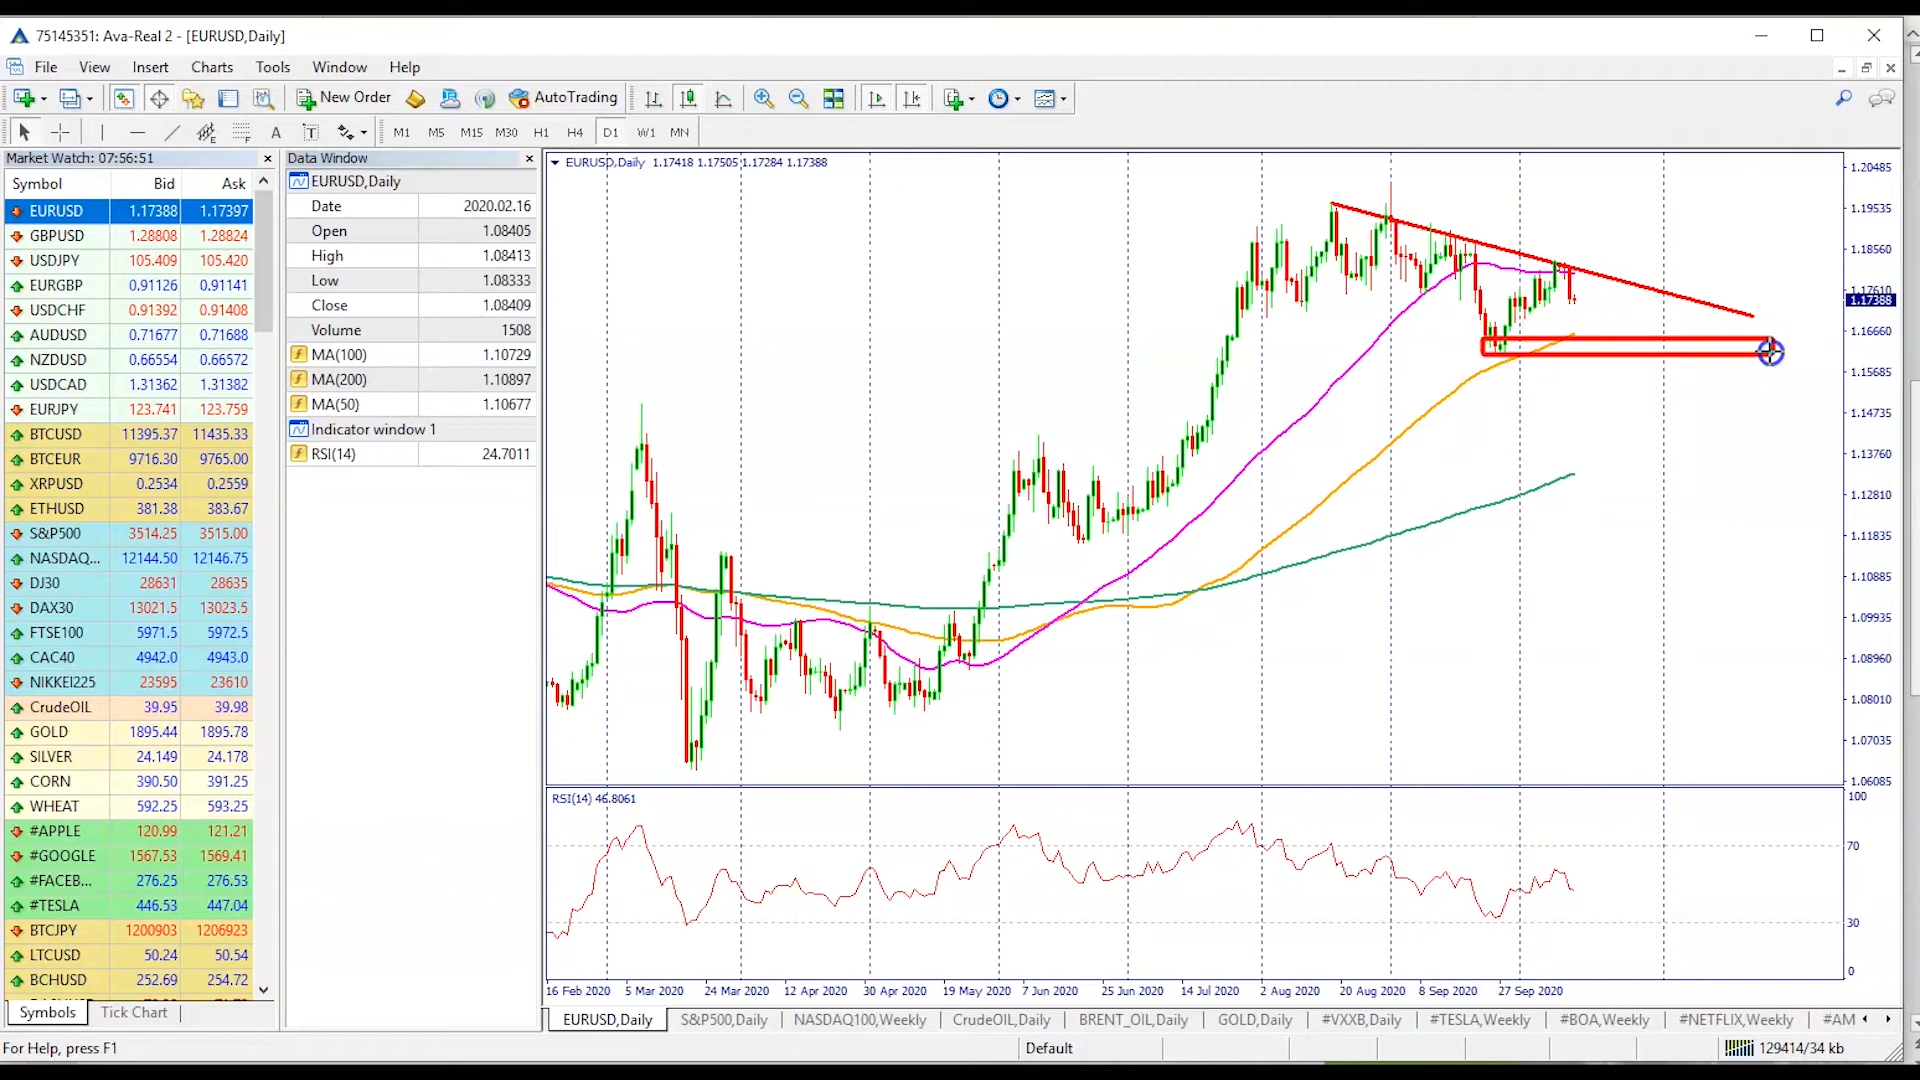 75145351: Ava-Real 2 - [EURUSD,Daily]
File View Insert Charts Tools Window Help
New Order AutoTrading
A T M1 M5 M15 M30 H1 H4 D1 W1 MN
Market Watch: 07:56:51
Symbol Bid Ask
EURUSD 1.17388 1.17397
GBPUSD 1.28808 1.28824
USDJPY 105.409 105.420
EURGBP 0.91126 0.91141
USDCHF 0.91392 0.91408
AUDUSD 0.71677 0.71688
NZDUSD 0.66554 0.66572
USDCAD 1.31362 1.31382
EURJPY 123.741 123.759
BTCUSD 11395.37 11435.33
BTCEUR 9716.30 9765.00
XRPUSD 0.2534 0.2559
ETHUSD 381.38 383.67
S&P500 3514.25 3515.00
NASDAQ... 12144.50 12146.75
DJ30 28631 28635
DAX30 13021.5 13023.5
FTSE100 5971.5 5972.5
CAC40 4942.0 4943.0
NIKKEI225 23595 23610
CrudeOIL 39.95 39.98
GOLD 1895.44 1895.78
SILVER 24.149 24.178
CORN 390.50 391.25
WHEAT 592.25 593.25
#APPLE 120.99 121.21
#GOOGLE 1567.53 1569.41
#FACEB... 276.25 276.53
#TESLA 446.53 447.04
BTCJPY 1200903 1206923
LTCUSD 50.24 50.54
BCHUSD 252.69 254.72
Symbols Tick Chart
Data Window
EURUSD,Daily
Date 2020.02.16
Open 1.08405
High 1.08413
Low 1.08333
Close 1.08409
Volume 1508
MA(100) 1.10729
MA(200) 1.10897
MA(50) 1.10677
Indicator window 1
RSI(14) 24.7011
EURUSD,Daily 1.17418 1.17505 1.17284 1.17388
1.20485
1.19535
1.18560
1.17610
1.17388
1.16660
1.15685
1.14735
1.13760
1.12810
1.11835
1.10885
1.09935
1.08960
1.08010
1.07035
1.06085
RSI(14) 46.8061
100
70
30
0
16 Feb 2020 5 Mar 2020 24 Mar 2020 12 Apr 2020 30 Apr 2020 19 May 2020 7 Jun 2020 25 Jun 2020 14 Jul 2020 2 Aug 2020 20 Aug 2020 8 Sep 2020 27 Sep 2020
EURUSD,Daily S&P500,Daily NASDAQ100,Weekly CrudeOIL,Daily BRENT_OIL,Daily GOLD,Daily #VXXB,Daily #TESLA,Weekly #BOA,Weekly #NETFLIX,Weekly #AM
For Help, press F1 Default 129414/34 kb